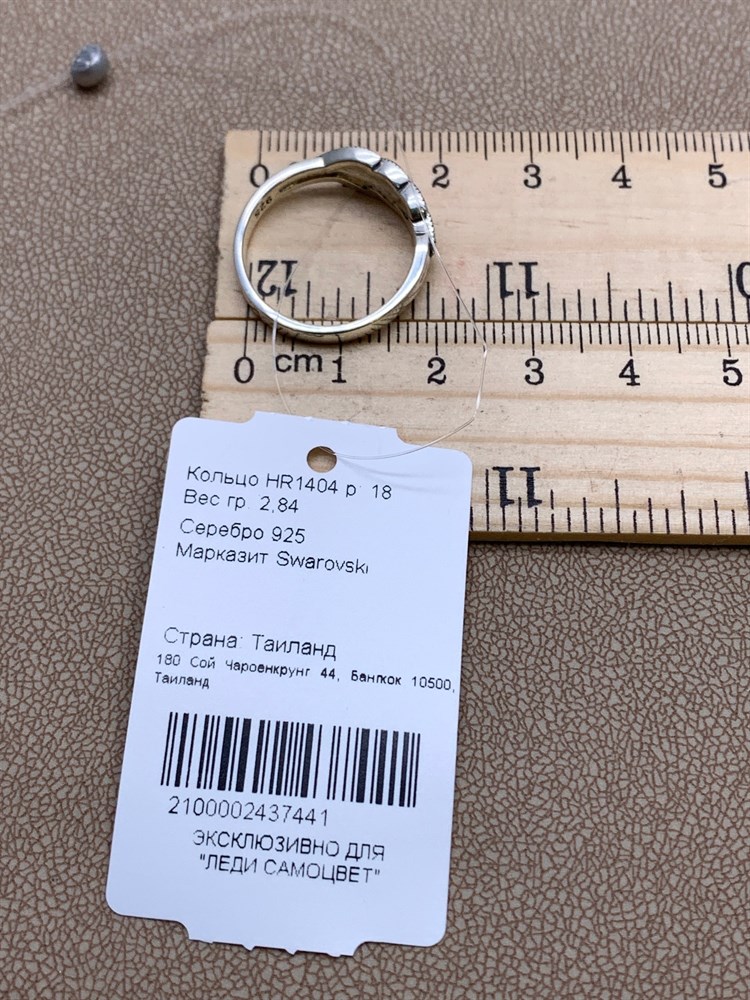 0 2 3 4 5
925
12 11
0 cm 1 2 3 4 5
11
Кольцо HR1404 р. 18
Вес гр. 2,84
Серебро 925
Марказит Swarovski
Страна: Таиланд
180 Сой Чароенкрунг 44, Бангкок 10500,
Таиланд
2100002437441
ЭКСКЛЮЗИВНО ДЛЯ
"ЛЕДИ САМОЦВЕТ"